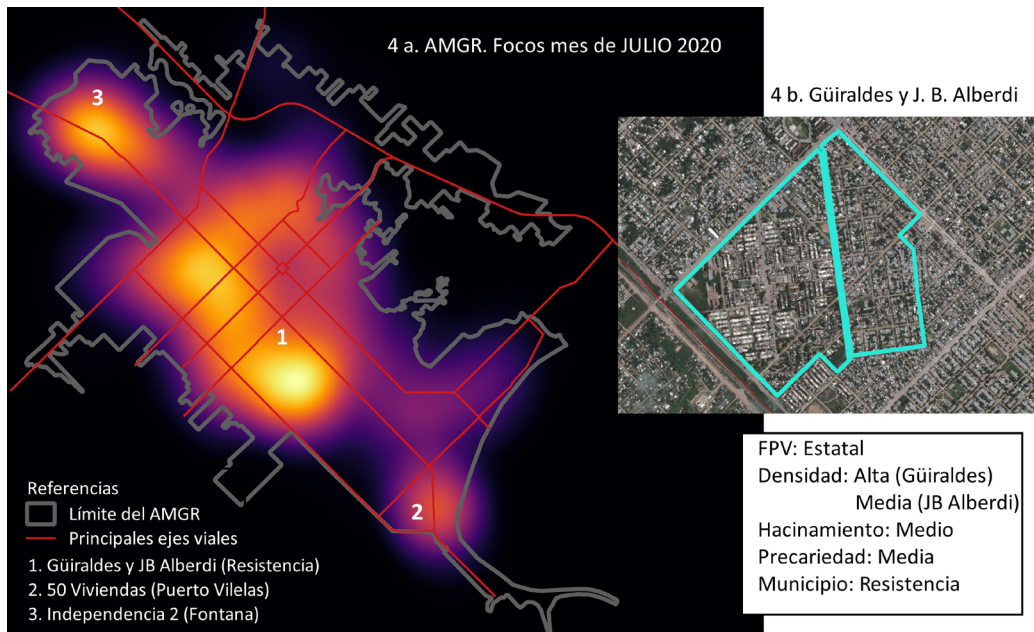 4 a. AMGR. Focos mes de JULIO 2020
3
1
2
Referencias
Límite del AMGR
Principales ejes viales
1. Güiraldes y JB Alberdi (Resistencia)
2. 50 Viviendas (Puerto Vilelas)
3. Independencia 2 (Fontana)
4 b. Güiraldes y J. B. Alberdi
FPV: Estatal
Densidad: Alta (Güiraldes)
Media (JB Alberdi)
Hacinamiento: Medio
Precariedad: Media
Municipio: Resistencia